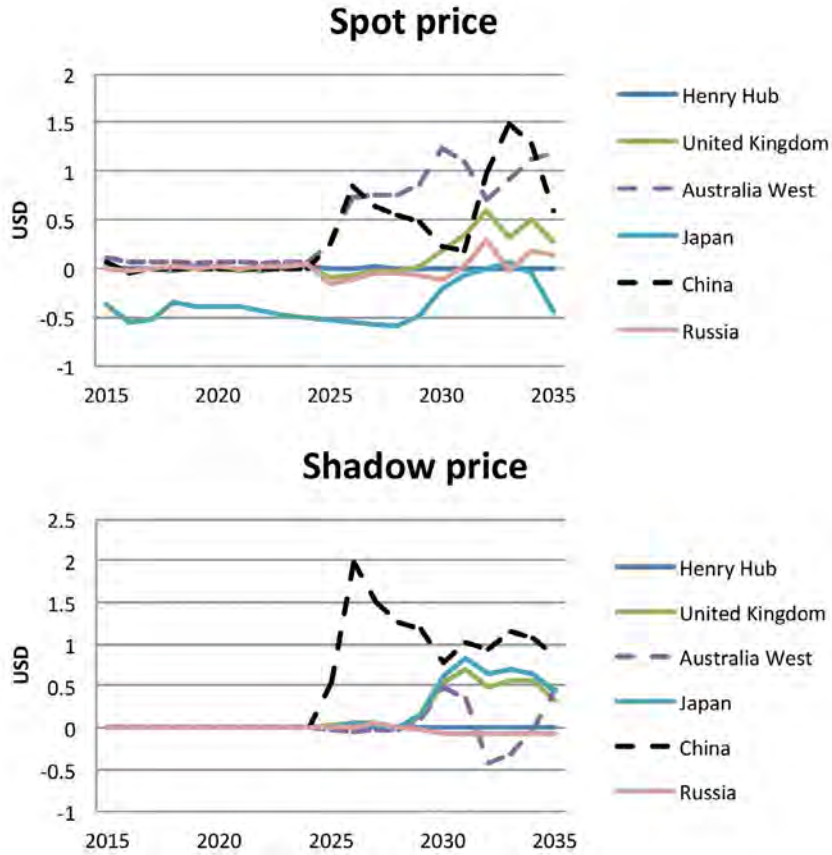 Spot price
2
1.5
1
0.5
0
-0.5
-1
USD
2015 2020 2025 2030 2035
Henry Hub
United Kingdom
Australia West
Japan
China
Russia
Shadow price
2.5
2
1.5
1
0.5
0
-0.5
-1
USD
2015 2020 2025 2030 2035
Henry Hub
United Kingdom
Australia West
Japan
China
Russia